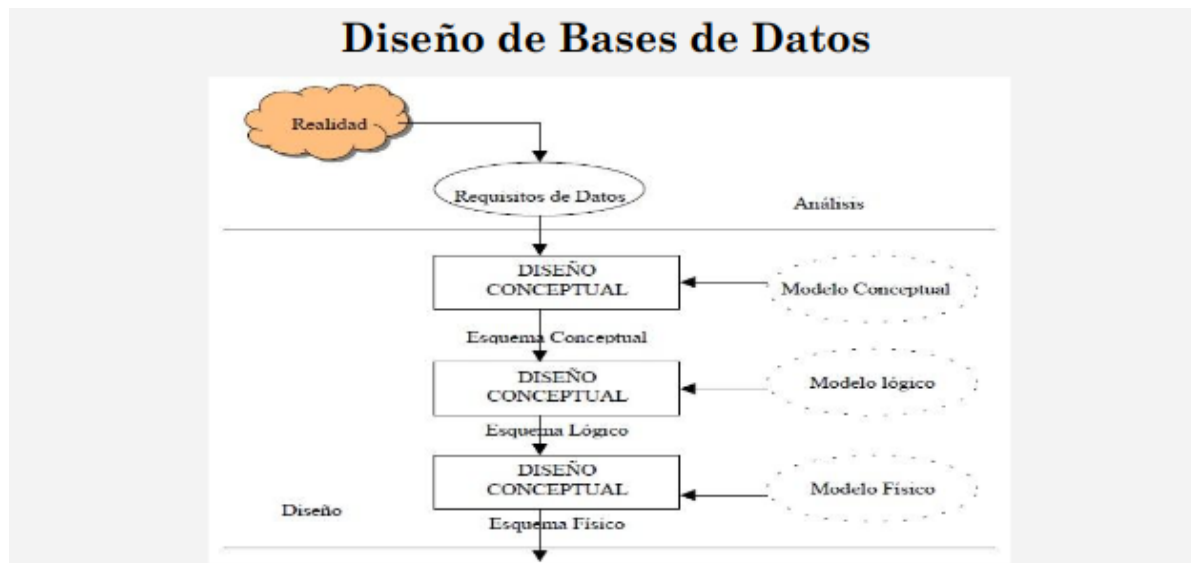 Diseño de Bases de Datos
Realidad
Requisitos de Datos
Análisis
DISEÑO
CONCEPTUAL
Modelo Conceptual
Esquema Conceptual
DISEÑO
CONCEPTUAL
Modelo lógico
Esquema Lógico
DISEÑO
CONCEPTUAL
Modelo Físico
Diseño
Esquema Físico